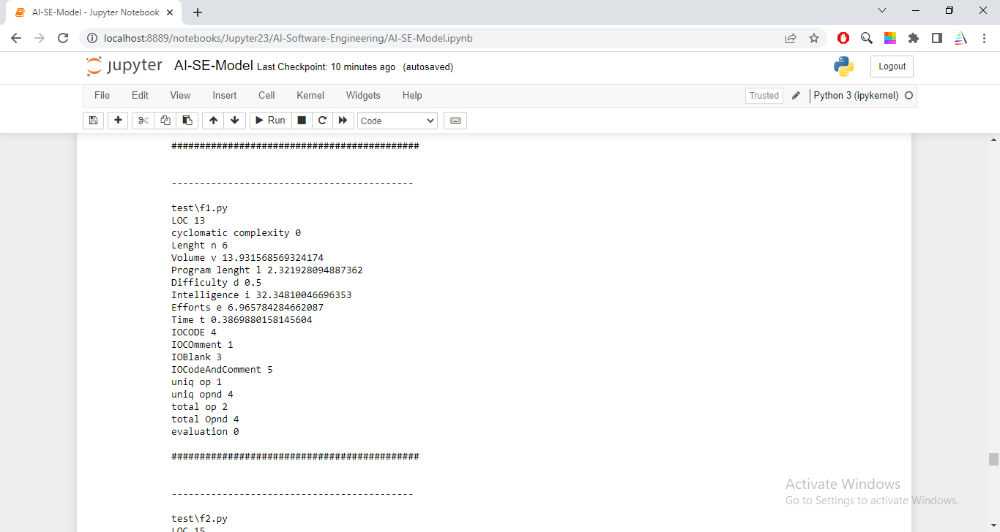 AI-SE-Model - Jupyter Notebook
localhost:8889/notebooks/Jupyter23/AI-Software-Engineering/AI-SE-Model.ipynb
jupyter AI-SE-Model Last Checkpoint: 10 minutes ago (autosaved) Logout
File Edit View Insert Cell Kernel Widgets Help Trusted Python 3 (ipykernel)
Run Code
############################################
-------------------------------------------
test\f1.py
LOC 13
cyclomatic complexity 0
Lenght n 6
Volume v 13.931568569324174
Program lenght l 2.321928094887362
Difficulty d 0.5
Intelligence i 32.34810046696353
Efforts e 6.965784284662087
Time t 0.3869880158145604
IOCODE 4
IOCOmment 1
IOBlank 3
IOCodeAndComment 5
uniq op 1
uniq opnd 4
total op 2
total Opnd 4
evaluation 0
############################################
-------------------------------------------
test\f2.py
LOC 15
Activate Windows
Go to Settings to activate Windows.